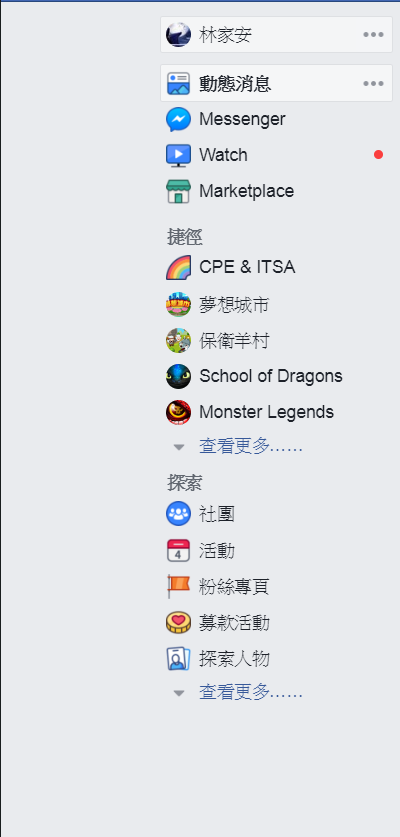 林家安
動態消息
Messenger
Watch
Marketplace
捷徑
CPE & ITSA
夢想城市
保衛羊村
School of Dragons
Monster Legends
查看更多……
探索
社團
4
活動
粉絲專頁
募款活動
探索人物
查看更多……